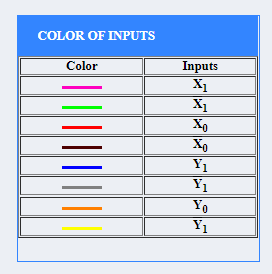 COLOR OF INPUTS
Color Inputs
X₁
X₁
X₀
X₀
Y₁
Y₁
Y₀
Y₁